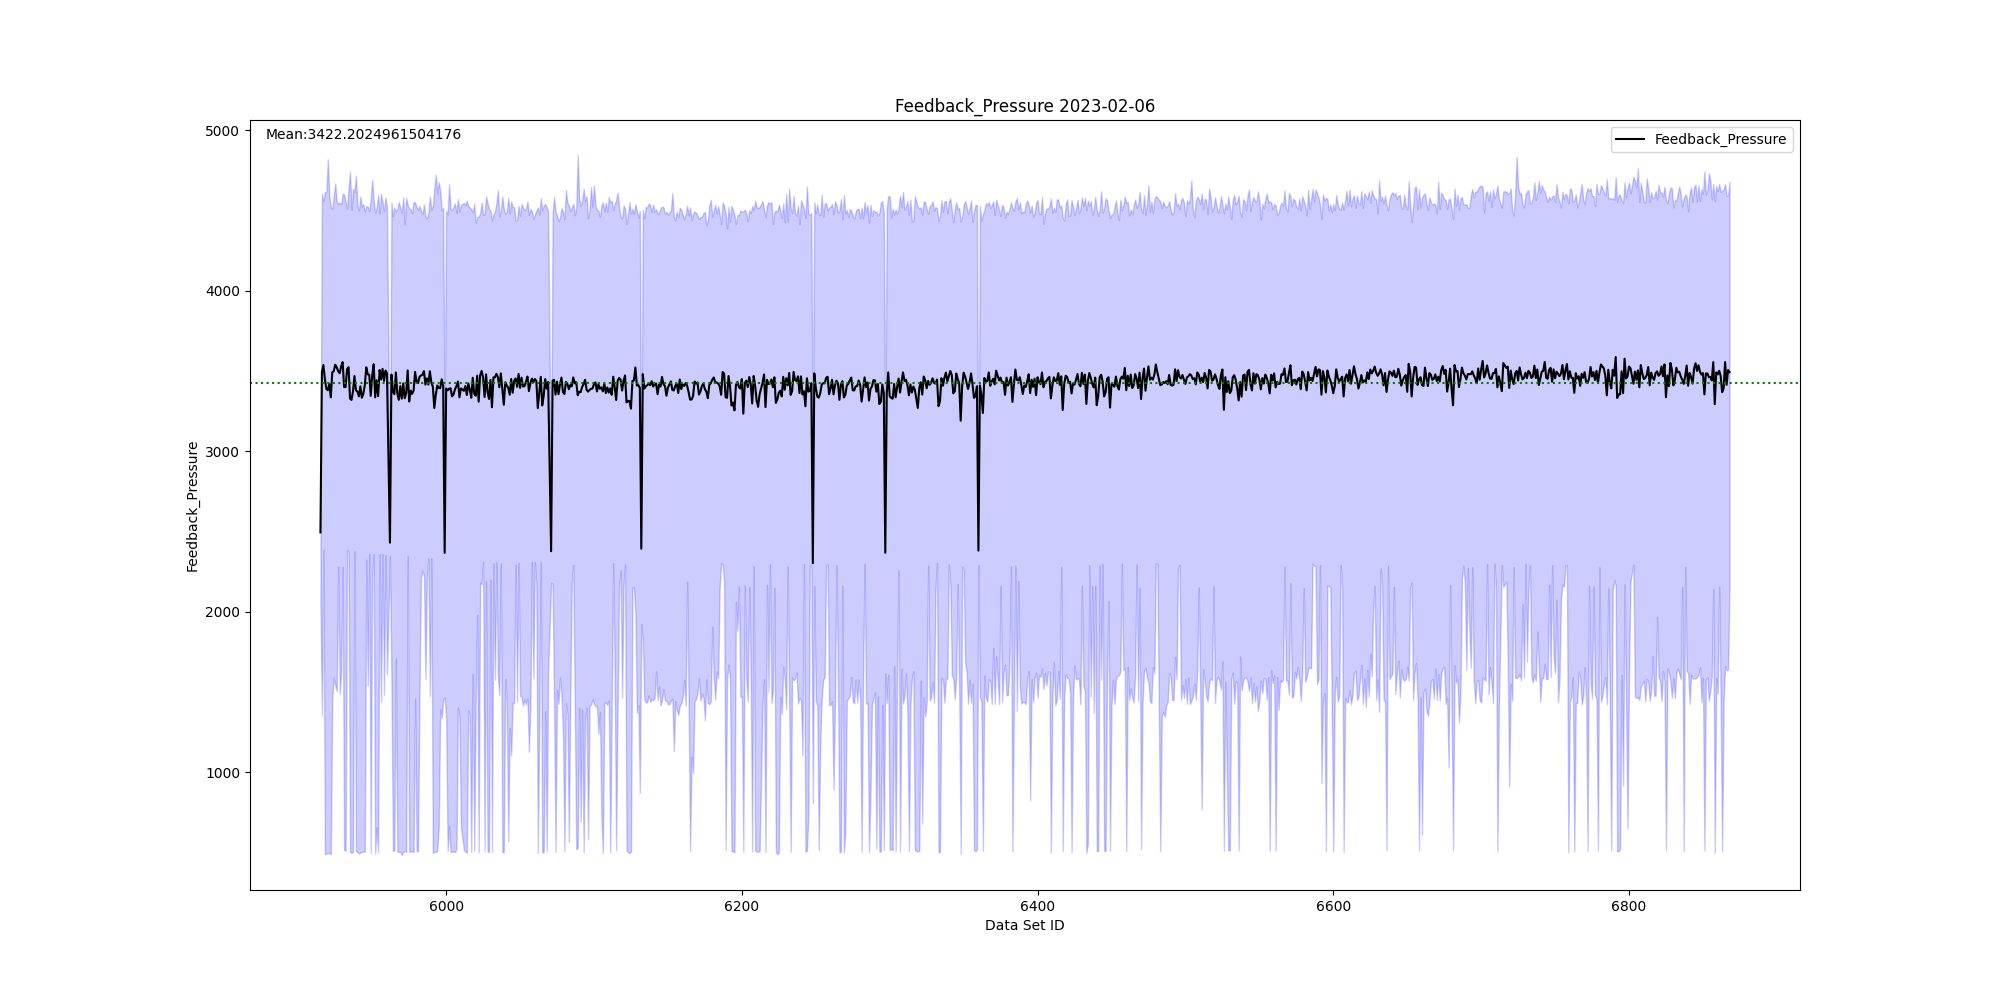 Feedback_Pressure 2023-02-06
Mean:3422.2024961504176
Feedback_Pressure
5000
4000
3000
2000
1000
Feedback_Pressure
6000 6200 6400 6600 6800
Data Set ID